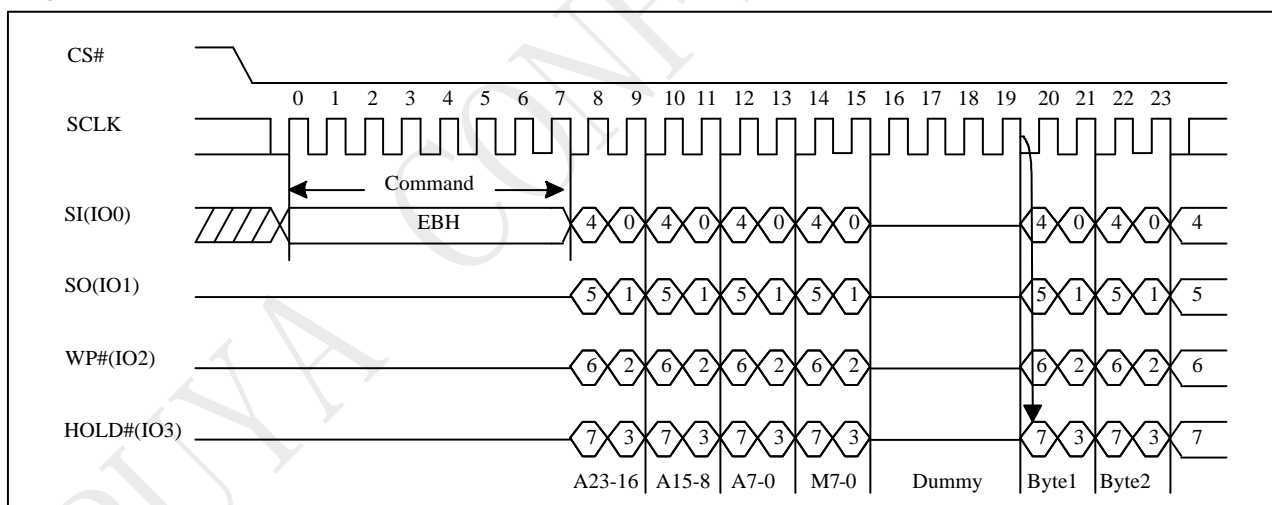 CS#
0 1 2 3 4 5 6 7 8 9 10 11 12 13 14 15 16 17 18 19 20 21 22 23
SCLK
Command
SI(IO0) EBH 4 0 4 0 4 0 4 0 4 0 4 0 4
SO(IO1) 5 1 5 1 5 1 5 1 5 1 5 1 5
WP#(IO2) 6 2 6 2 6 2 6 2 6 2 6 2 6
HOLD#(IO3) 7 3 7 3 7 3 7 3 7 3 7 3 7
A23-16 A15-8 A7-0 M7-0 Dummy Byte1 Byte2